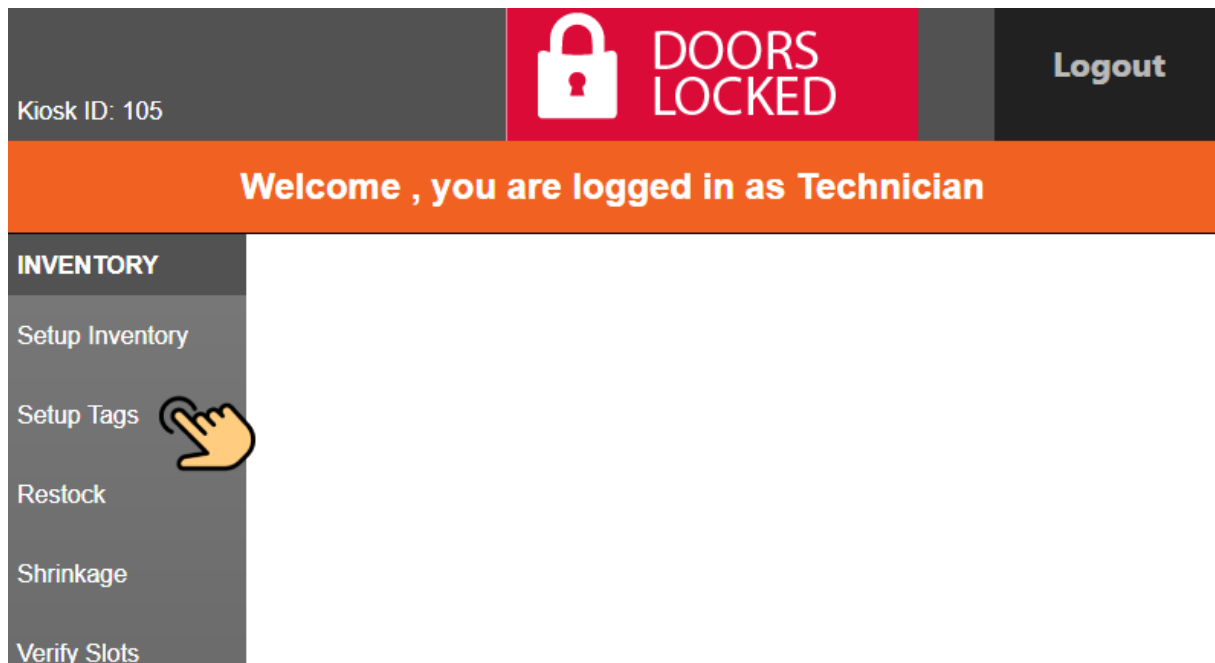 Kiosk ID: 105
DOORS
LOCKED
Logout
Welcome , you are logged in as Technician
INVENTORY
Setup Inventory
Setup Tags
Restock
Shrinkage
Verify Slots